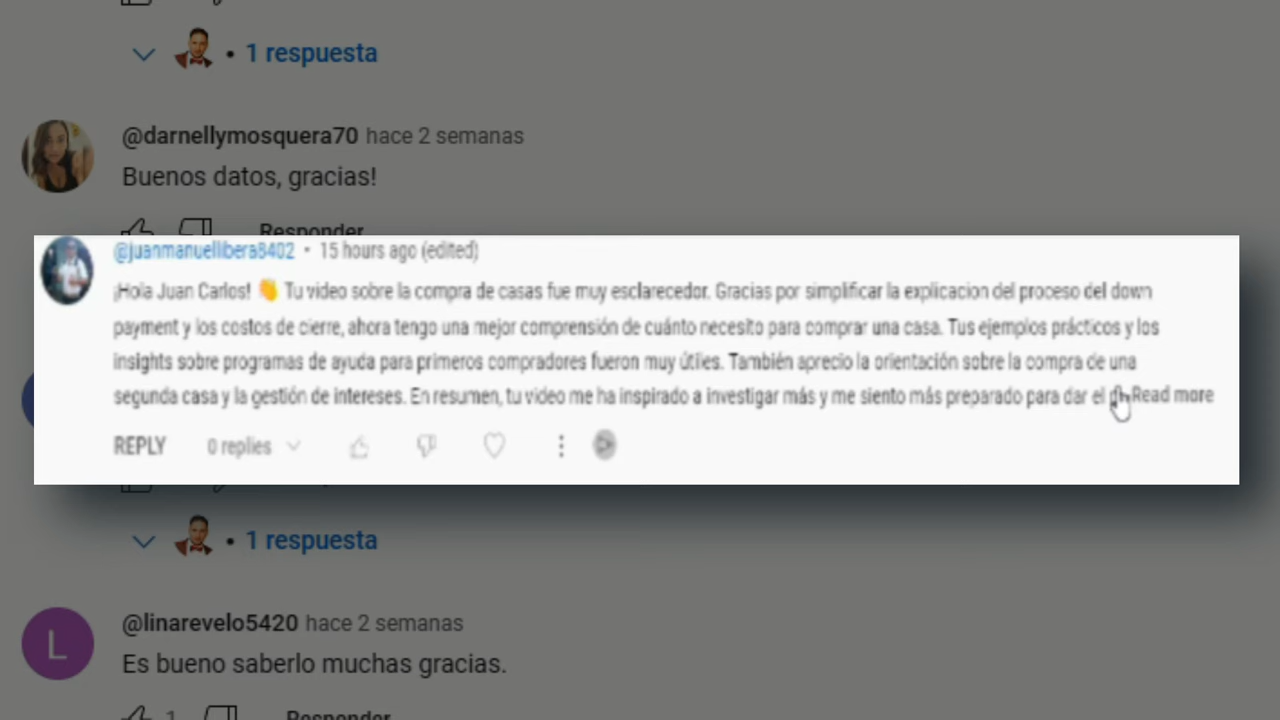 • 1 respuesta
@darnellymosquera70 hace 2 semanas
Buenos datos, gracias!
Responder
@juanmanuellibera8402 • 15 hours ago (edited)
¡Hola Juan Carlos! 👏 Tu video sobre la compra de casas fue muy esclarecedor. Gracias por simplificar la explicacion del proceso del down
payment y los costos de cierre, ahora tengo una mejor comprensión de cuánto necesito para comprar una casa. Tus ejemplos prácticos y los
insights sobre programas de ayuda para primeros compradores fueron muy útiles. También aprecio la orientación sobre la compra de una
segunda casa y la gestión de intereses. En resumen, tu video me ha inspirado a investigar más y me siento más preparado para dar el Read more
REPLY 0 replies
• 1 respuesta
@linarevelo5420 hace 2 semanas
L
Es bueno saberlo muchas gracias.
1 Responder